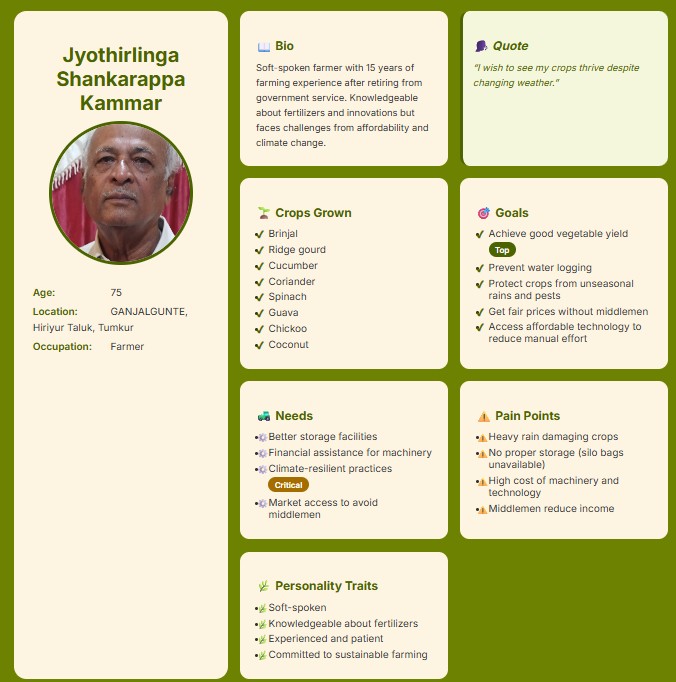 Jyothirlinga
Shankarappa
Kammar
Age: 75
Location: GANJALGUNTE,
Hiriyur Taluk, Tumkur
Occupation: Farmer
Bio
Soft-spoken farmer with 15 years of
farming experience after retiring from
government service. Knowledgeable
about fertilizers and innovations but
faces challenges from affordability and
climate change.
Quote
"I wish to see my crops thrive despite
changing weather."
Crops Grown
Brinjal
Ridge gourd
Cucumber
Coriander
Spinach
Guava
Chickoo
Coconut
Goals
Achieve good vegetable yield
Top
Prevent water logging
Protect crops from unseasonal
rains and pests
Get fair prices without middlemen
Access affordable technology to
reduce manual effort
Needs
Better storage facilities
Financial assistance for machinery
Climate-resilient practices
Critical
Market access to avoid
middlemen
Pain Points
Heavy rain damaging crops
No proper storage (silo bags
unavailable)
High cost of machinery and
technology
Middlemen reduce income
Personality Traits
Soft-spoken
Knowledgeable about fertilizers
Experienced and patient
Committed to sustainable farming